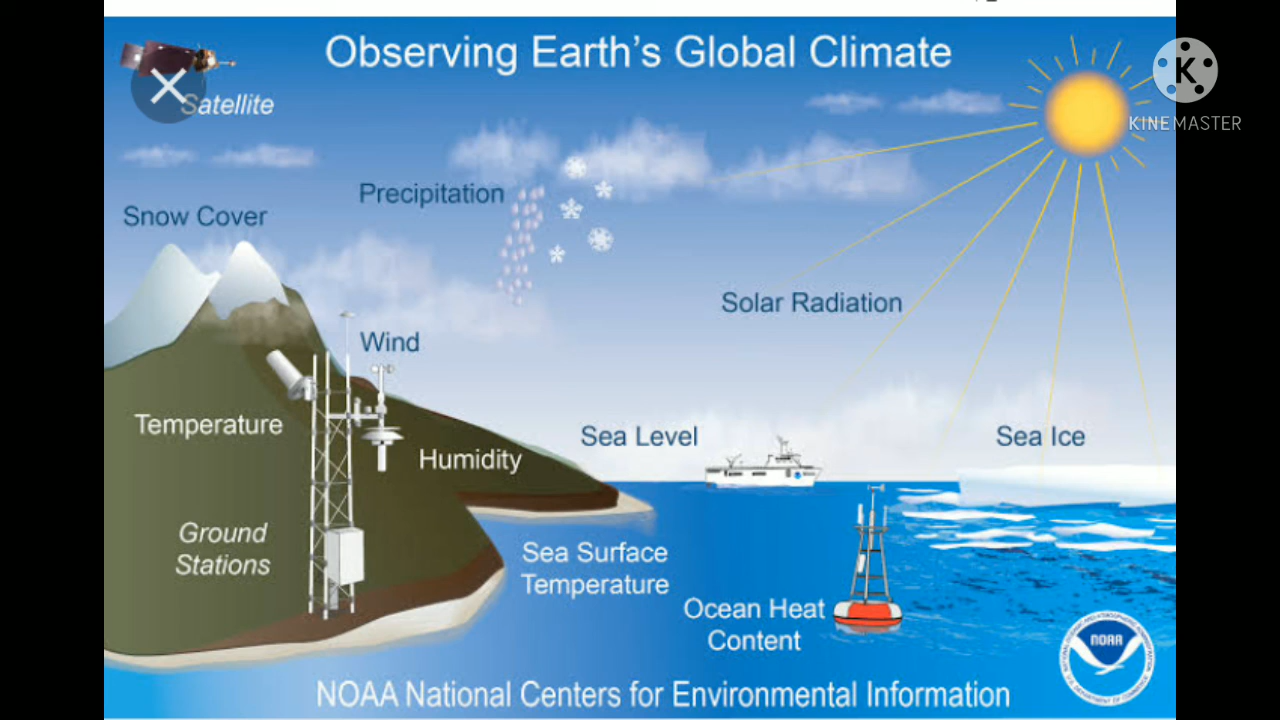 Observing Earth's Global Climate
KINEMASTER
K
Satellite
Precipitation
Snow Cover
Solar Radiation
Wind
Temperature
Sea Level
Sea Ice
Humidity
Ground
Stations
Sea Surface
Temperature
Ocean Heat
Content
NOAA
NOAA National Centers for Environmental Information